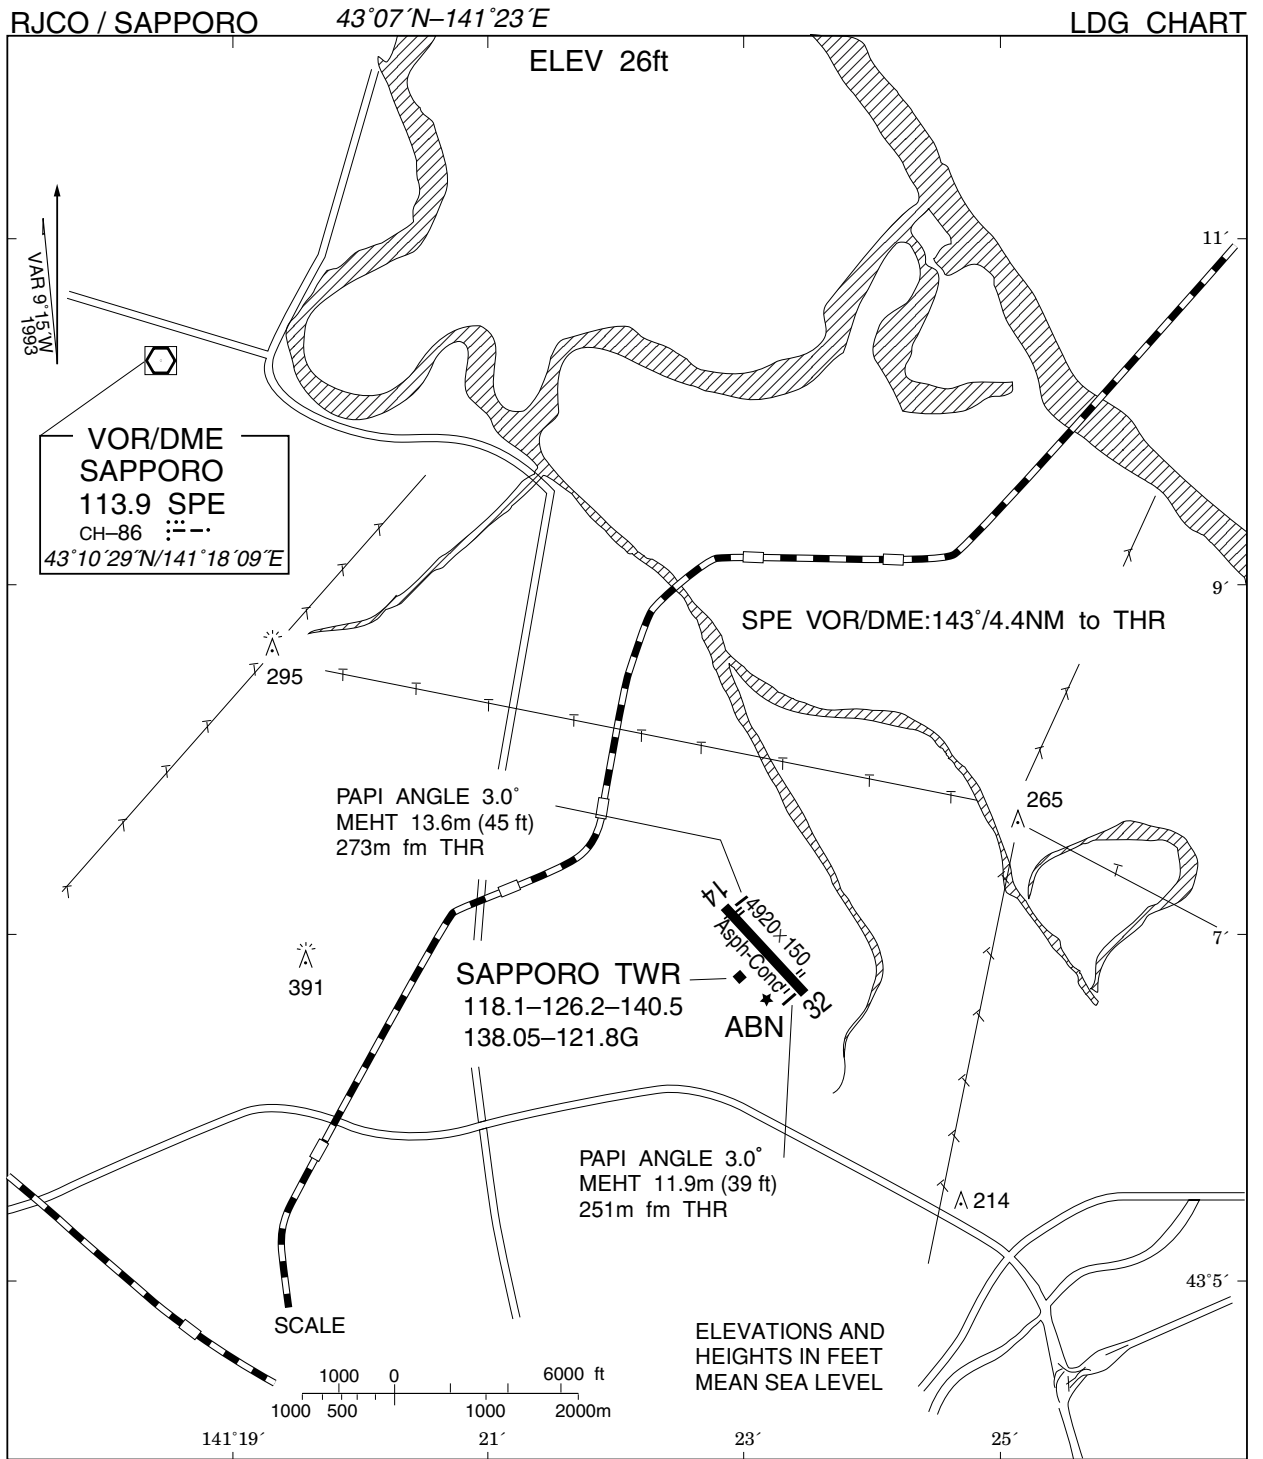 RJCO / SAPPORO
43°07′N–141°23′E
LDG CHART
ELEV 26ft
11′
VAR 9°15′W
1993
VOR/DME
SAPPORO
113.9 SPE
CH–86
43°10′29″N/141°18′09″E
9′
SPE VOR/DME:143°/4.4NM to THR
295
PAPI ANGLE 3.0°
MEHT 13.6m (45 ft)
273m fm THR
265
14
4920×150
Asph-Conc
32
7′
391
SAPPORO TWR
118.1–126.2–140.5
138.05–121.8G
ABN
PAPI ANGLE 3.0°
MEHT 11.9m (39 ft)
251m fm THR
214
43°5′
SCALE
1000 0 6000 ft
1000 500 1000 2000m
ELEVATIONS AND
HEIGHTS IN FEET
MEAN SEA LEVEL
141°19′ 21′ 23′ 25′